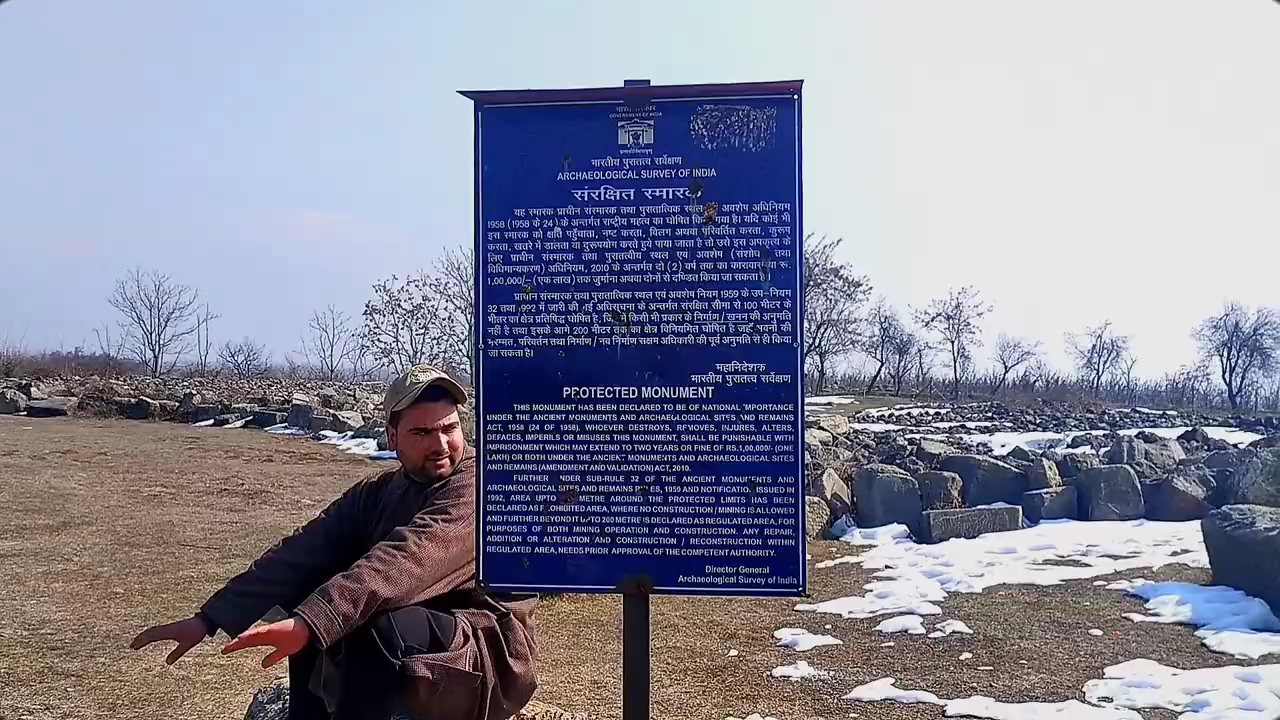 GOVERNMENT OF INDIA
भारतीय पुरातत्व सर्वेक्षण
ARCHAEOLOGICAL SURVEY OF INDIA
संरक्षित स्मारक
यह स्मारक प्राचीन संस्मारक तथा पुरातात्विक स्थल अवशेष अधिनियम
1958 (1958 के 24) के अन्तर्गत राष्ट्रीय महत्व का घोषित किया गया है। यदि कोई भी
इस स्मारक को क्षति पहुँचाता, नष्ट करता, विलग अथवा परिवर्तित करता, कुरूप
करता, खतरे में डालता या दुरूपयोग करते हुये पाया जाता है तो उसे इस अपकृत्य के
लिए प्राचीन संस्मारक तथा पुरातत्वीय स्थल एवं अवशेष (संशोधन तथा
विधिमान्यकरण) अधिनियम, 2010 के अन्तर्गत दो (2) वर्ष तक का कारावास या रू.
1,00,000/- (एक लाख) तक जुर्माना अथवा दोनों से दण्डित किया जा सकता है।
प्राचीन संस्मारक तथा पुरातात्विक स्थल एवं अवशेष नियम 1959 के उप-नियम
32 तथा 1992 में जारी की गई अधिसूचना के अन्तर्गत संरक्षित सीमा से 100 मीटर के
भीतर का क्षेत्र प्रतिषिद्ध घोषित है, जिसमें किसी भी प्रकार के निर्माण / खनन की अनुमति
नहीं है तथा इसके आगे 200 मीटर तक का क्षेत्र विनियमित घोषित है जहाँ भवनों की
मरम्मत, परिवर्तन तथा निर्माण / नव निर्माण सक्षम अधिकारी की पूर्व अनुमति से ही किया
जा सकता है।
महानिदेशक
भारतीय पुरातत्व सर्वेक्षण
PROTECTED MONUMENT
THIS MONUMENT HAS BEEN DECLARED TO BE OF NATIONAL IMPORTANCE
UNDER THE ANCIENT MONUMENTS AND ARCHAEOLOGICAL SITES AND REMAINS
ACT, 1958 (24 OF 1958). WHOEVER DESTROYS, REMOVES, INJURES, ALTERS,
DEFACES, IMPERILS OR MISUSES THIS MONUMENT, SHALL BE PUNISHABLE WITH
IMPRISONMENT WHICH MAY EXTEND TO TWO YEARS OR FINE OF RS.1,00,000/- (ONE
LAKH) OR BOTH UNDER THE ANCIENT MONUMENTS AND ARCHAEOLOGICAL SITES
AND REMAINS (AMENDMENT AND VALIDATION) ACT, 2010.
FURTHER UNDER SUB-RULE 32 OF THE ANCIENT MONUMENTS AND
ARCHAEOLOGICAL SITES AND REMAINS RULES, 1959 AND NOTIFICATION ISSUED IN
1992, AREA UPTO METRE AROUND THE PROTECTED LIMITS HAS BEEN
DECLARED AS PROHIBITED AREA, WHERE NO CONSTRUCTION / MINING IS ALLOWED
AND FURTHER BEYOND IT UPTO 200 METRE IS DECLARED AS REGULATED AREA, FOR
PURPOSES OF BOTH MINING OPERATION AND CONSTRUCTION. ANY REPAIR,
ADDITION OR ALTERATION AND CONSTRUCTION / RECONSTRUCTION WITHIN
REGULATED AREA, NEEDS PRIOR APPROVAL OF THE COMPETENT AUTHORITY.
Director General
Archaeological Survey of India